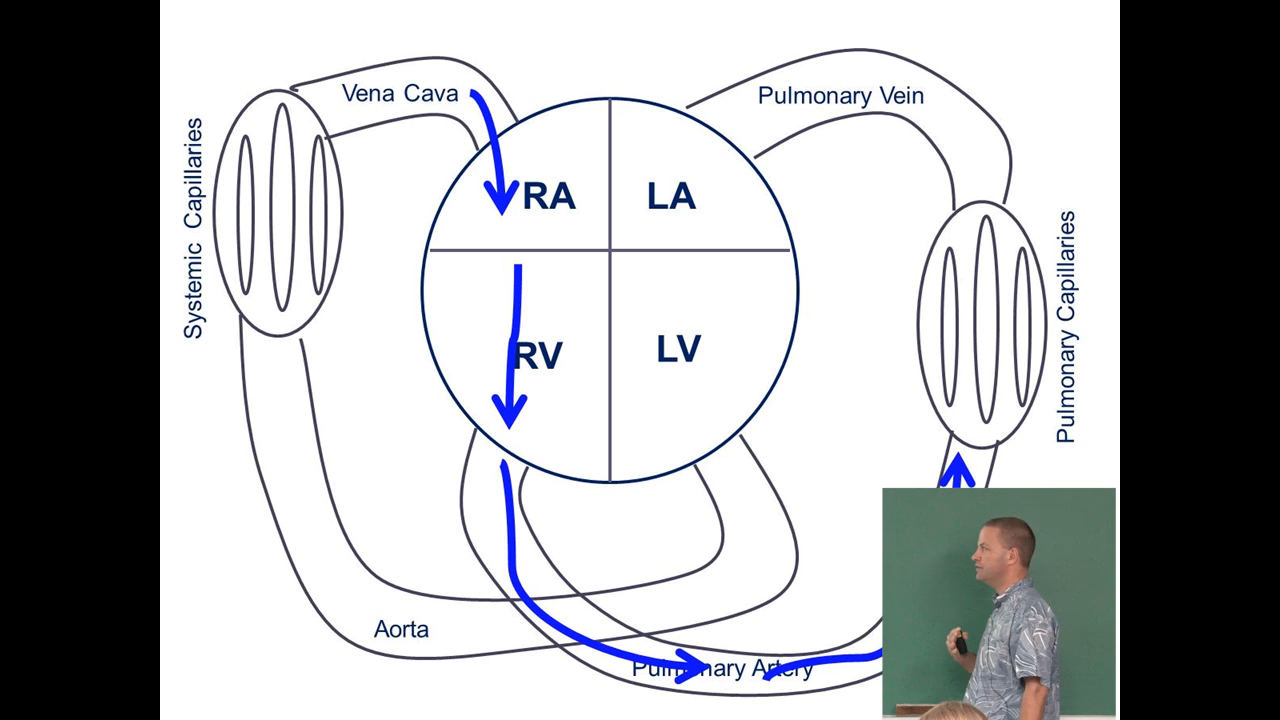 Vena Cava
Pulmonary Vein
Systemic Capillaries
RA
LA
Pulmonary Capillaries
RV
LV
Aorta
Pulmonary Artery